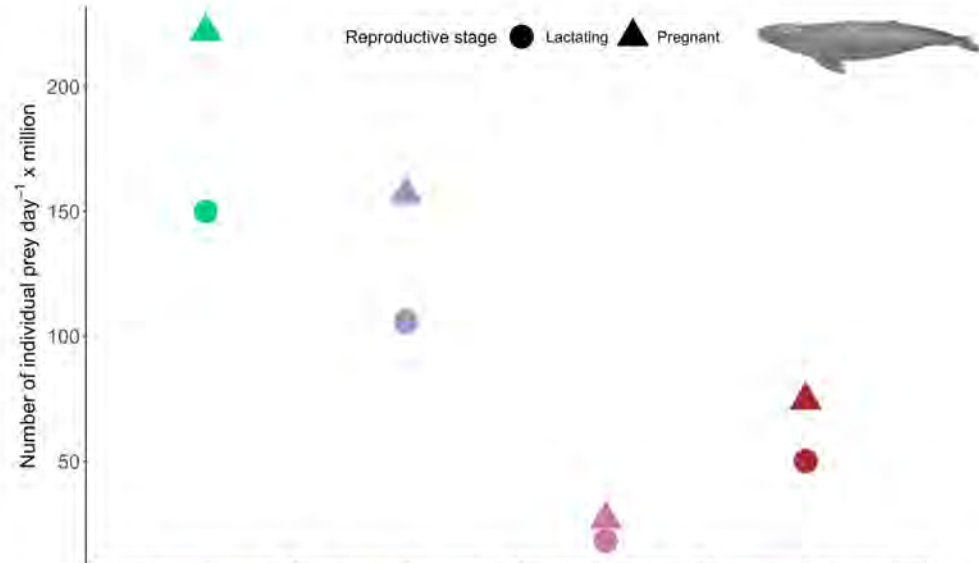 Reproductive stage Lactating Pregnant
Number of individual prey day⁻¹ x million
200
150
100
50